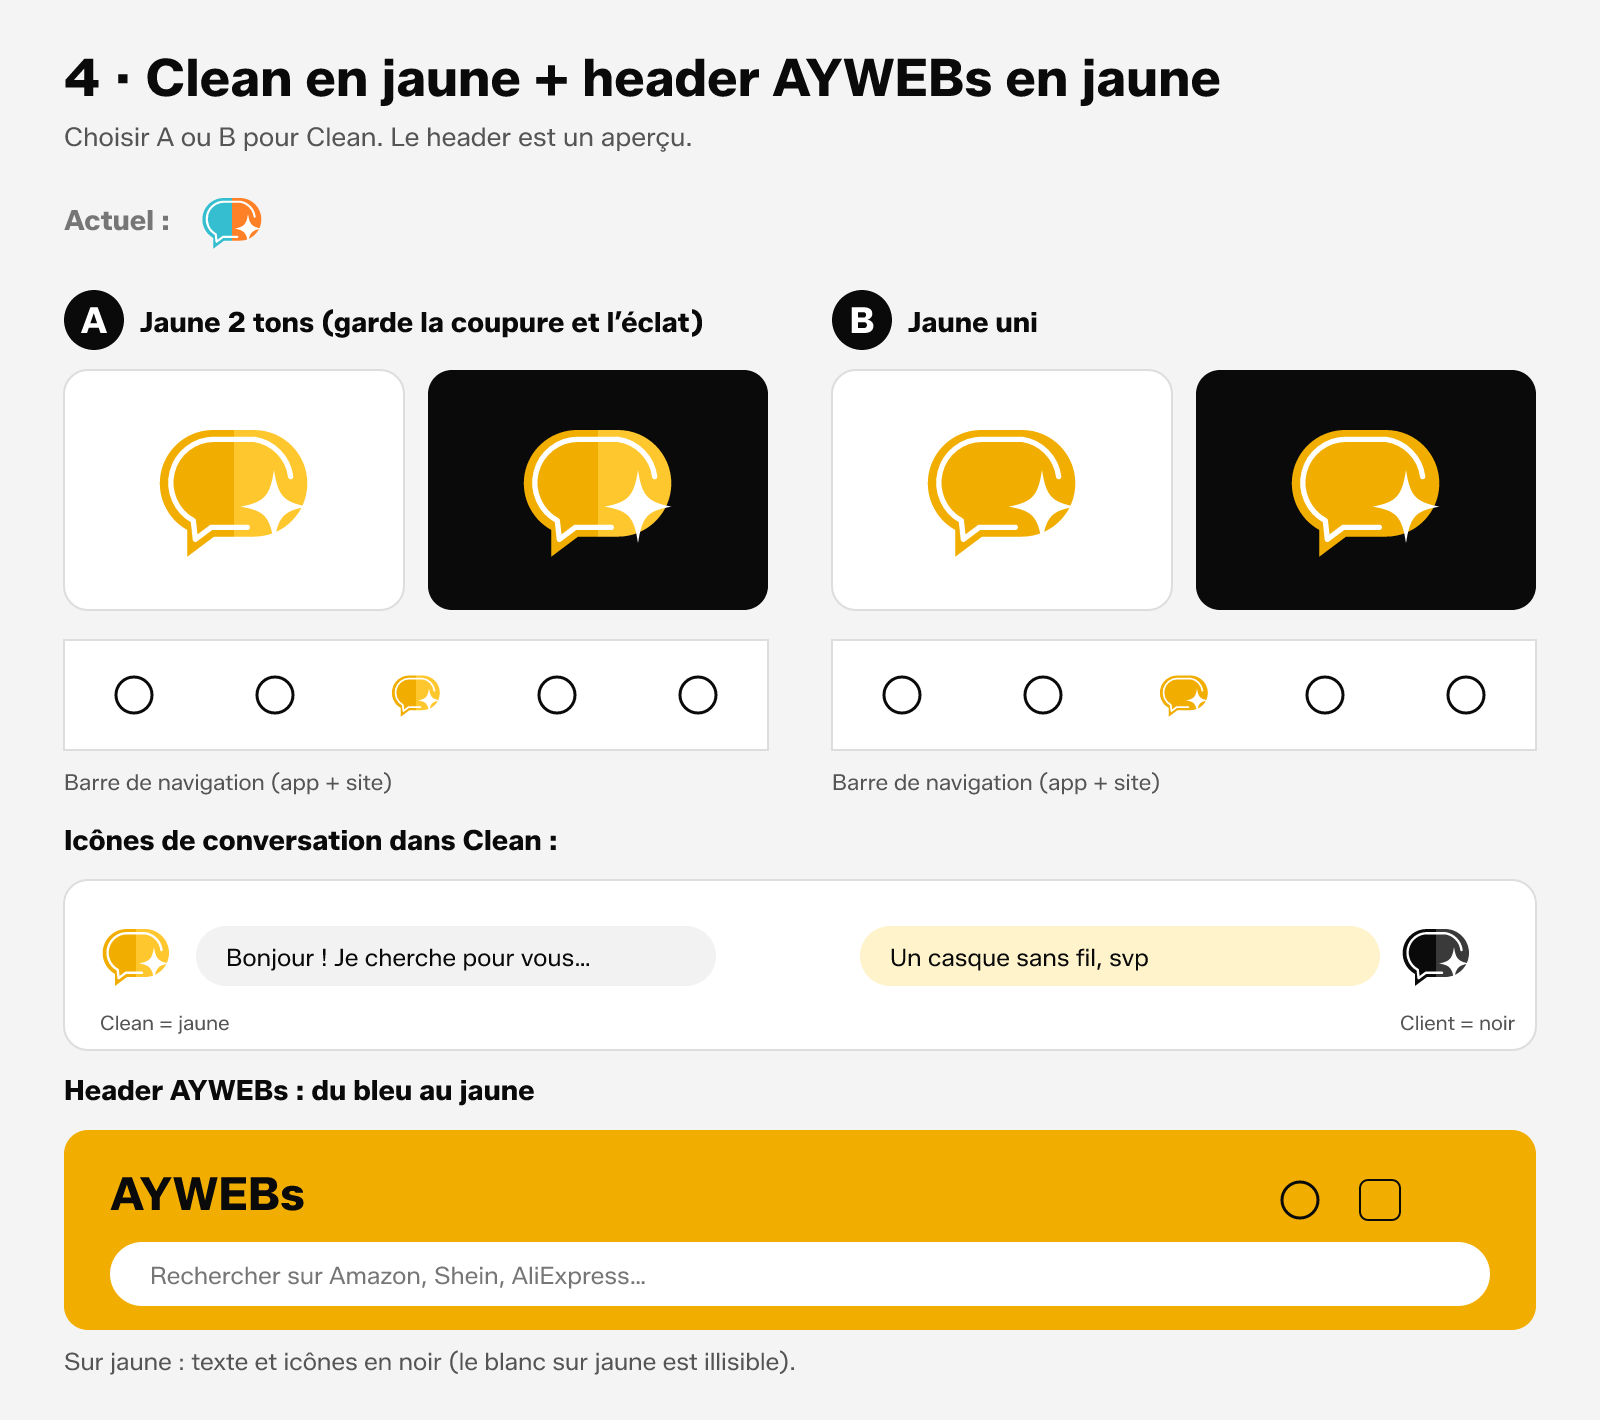 4 · Clean en jaune + header AYWEBs en jaune
Choisir A ou B pour Clean. Le header est un aperçu.
Actuel :
A Jaune 2 tons (garde la coupure et l’éclat)
B Jaune uni
Barre de navigation (app + site)
Barre de navigation (app + site)
Icônes de conversation dans Clean :
Bonjour ! Je cherche pour vous…
Un casque sans fil, svp
Clean = jaune
Client = noir
Header AYWEBs : du bleu au jaune
AYWEBs
Rechercher sur Amazon, Shein, AliExpress…
Sur jaune : texte et icônes en noir (le blanc sur jaune est illisible).